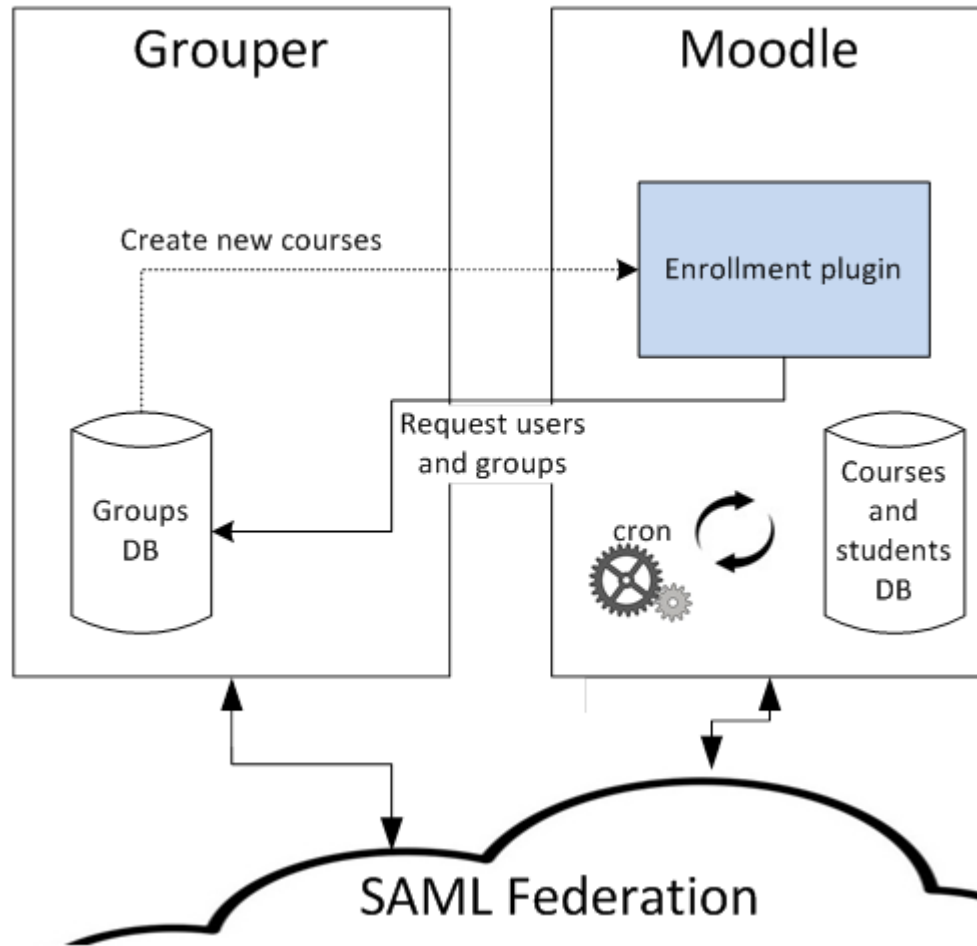 Grouper
Moodle
Create new courses
Enrollment plugin
Request users
and groups
Groups
DB
cron
Courses
and
students
DB
SAML Federation